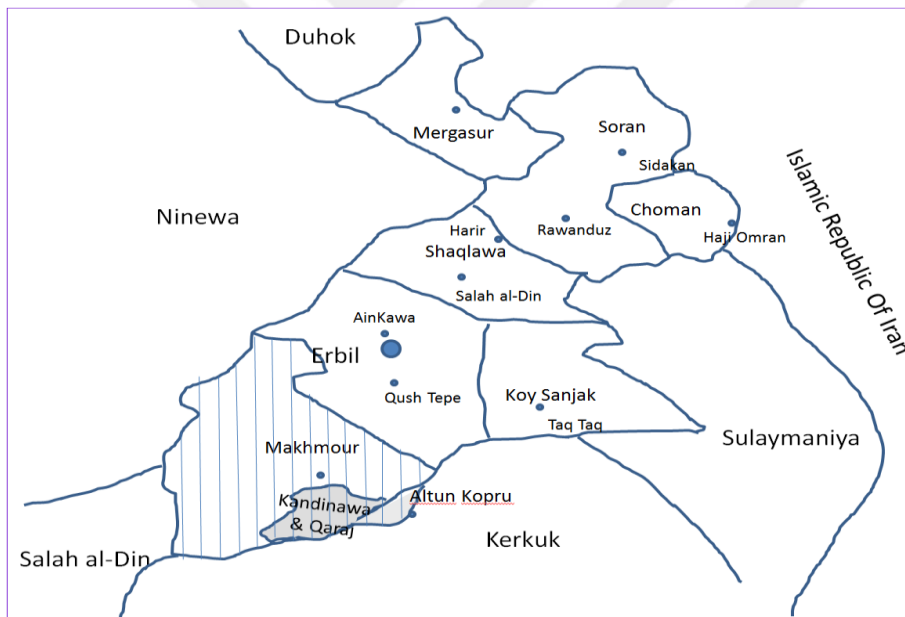 Duhok
Mergasur
Soran
Sidakan
Islamic Republic Of Iran
Ninewa
Choman
Harir
Rawanduz
Haji Omran
Shaqlawa
Salah al-Din
AinKawa
Erbil
Qush Tepe
Koy Sanjak
Taq Taq
Sulaymaniya
Makhmour
Altun Kopru
Kandinawa
& Qaraj
Kerkuk
Salah al-Din